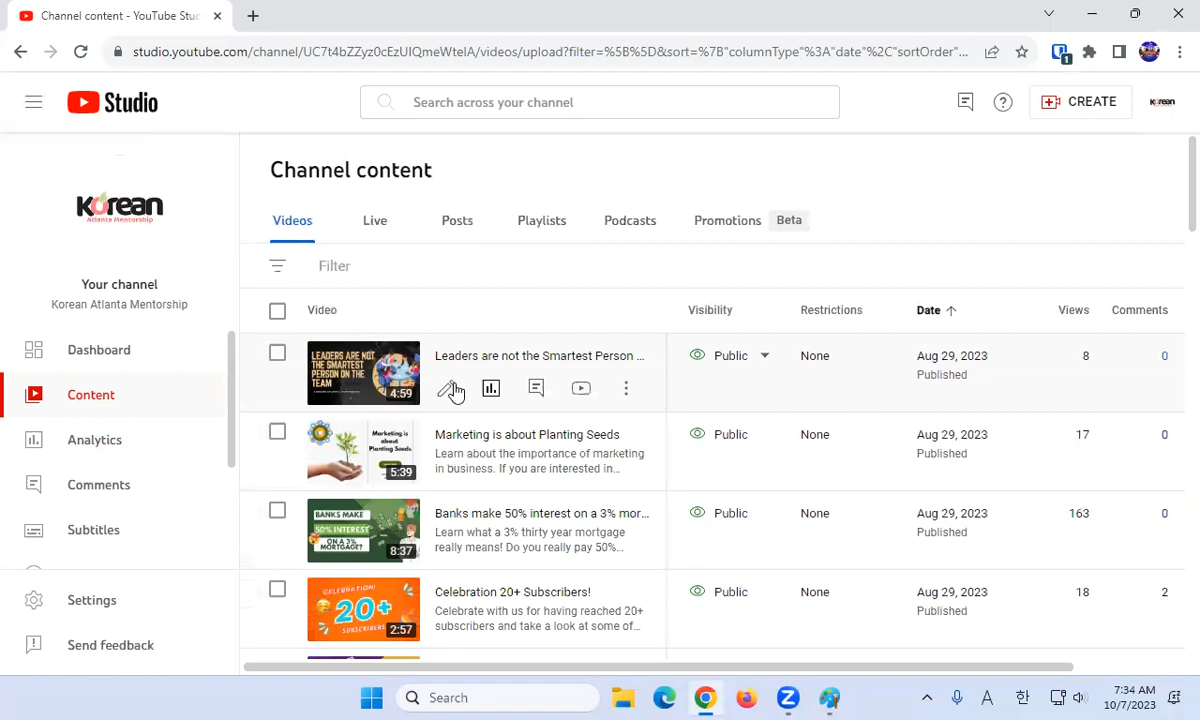 Channel content - YouTube Stuc
studio.youtube.com/channel/UC7t4bZZyz0cEzUIQmeWtelA/videos/upload?filter=%5B%5D&sort=%7B"columnType"%3A"date"%2C"sortOrder"...
1
Studio
Search across your channel
CREATE
Korean
Korean
Atlanta Mentorship
Your channel
Korean Atlanta Mentorship
Dashboard
Content
Analytics
Comments
Subtitles
Settings
Send feedback
Channel content
Videos Live Posts Playlists Podcasts Promotions Beta
Filter
Video Visibility Restrictions Date Views Comments
LEADERS ARE NOT
THE SMARTEST
PERSON ON THE
TEAM
4:59
Leaders are not the Smartest Person ...
Public None Aug 29, 2023 8 0
Published
Marketing is about
Planting Seeds
5:39
Marketing is about Planting Seeds
Learn about the importance of marketing
in business. If you are interested in...
Public None Aug 29, 2023 17 0
Published
BANKS MAKE
50% INTEREST
ON A 3%
MORTGAGE?
8:37
Banks make 50% interest on a 3% mor...
Learn what a 3% thirty year mortgage
really means! Do you really pay 50%...
Public None Aug 29, 2023 163 0
Published
CELEBRATION!
20+
SUBSCRIBERS
2:57
Celebration 20+ Subscribers!
Celebrate with us for having reached 20+
subscribers and take a look at some of...
Public None Aug 29, 2023 18 2
Published
Search
A 한
7:34 AM
10/7/2023